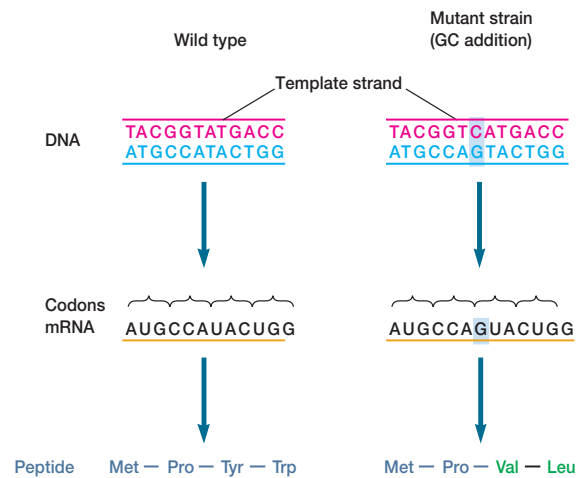 Wild type
Mutant strain
(GC addition)
Template strand
DNA
TACGGTATGACC
ATGCCATACTGG
TACGGTCATGACC
ATGCCAGTACTGG
Codons
mRNA
AUGCCAUACUGG
AUGCCAGUACUGG
Peptide
Met — Pro — Tyr — Trp
Met — Pro — Val — Leu